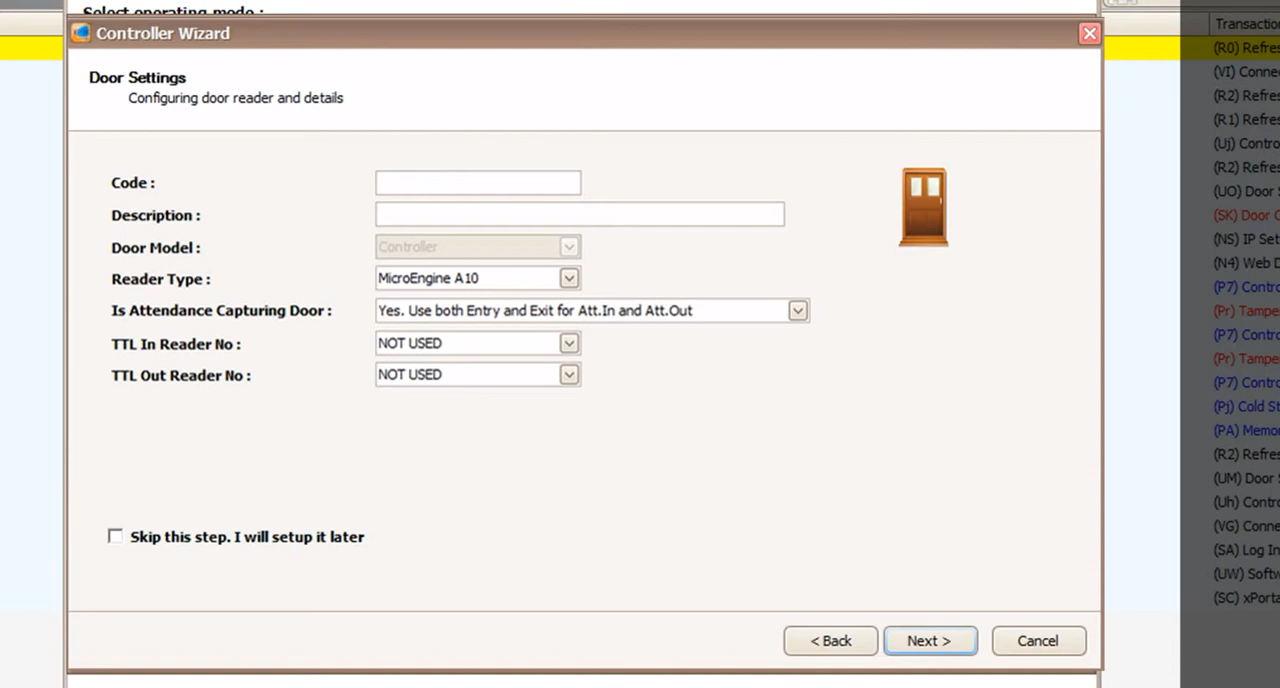 Select operating mode :
Controller Wizard
Door Settings
Configuring door reader and details
Code :
Description :
Door Model :
Controller
Reader Type :
MicroEngine A10
Is Attendance Capturing Door :
Yes. Use both Entry and Exit for Att.In and Att.Out
TTL In Reader No :
NOT USED
TTL Out Reader No :
NOT USED
Skip this step. I will setup it later
< Back
Next >
Cancel
Transactio
(R0) Refres
(VI) Connec
(R2) Refres
(R1) Refres
(Uj) Contro
(R2) Refres
(UO) Door S
(SK) Door C
(NS) IP Set
(N4) Web D
(P7) Contro
(Pr) Tampe
(P7) Contro
(Pr) Tampe
(P7) Contro
(Pj) Cold St
(PA) Memo
(R2) Refres
(UM) Door S
(Uh) Contro
(VG) Conne
(SA) Log In
(UW) Softw
(SC) xPorta